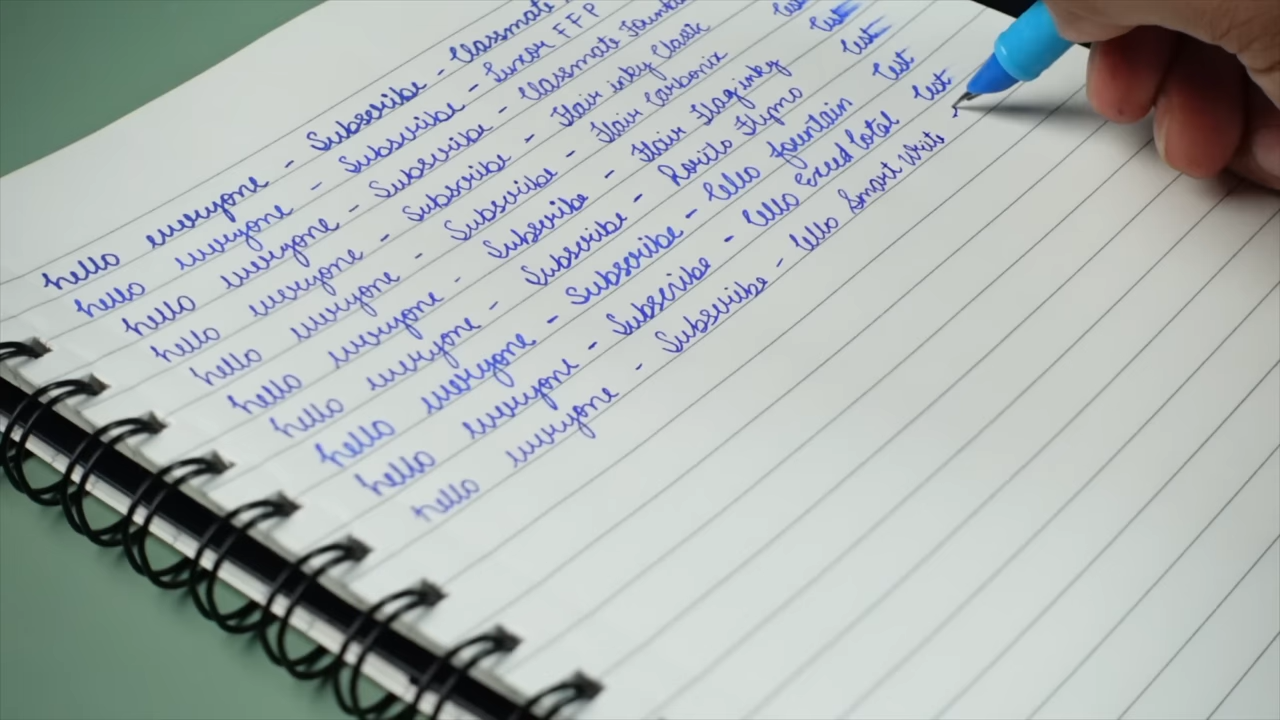 hello everyone - Subscribe - Classmate
hello everyone - Subscribe - Luxor FFP
hello everyone - Subscribe - Classmate Fountain
hello everyone - Subscribe - Flair inky Classic
hello everyone - Subscribe - Flair Carbonix Test
hello everyone - Subscribe - Flair Flaginky Test
hello everyone - Subscribe - Rorito Flymo Test
hello everyone - Subscribe - Cello fountain Test
hello everyone - Subscribe - Cello Exeed Total Test
hello everyone - Subscribe - Cello Smart Write